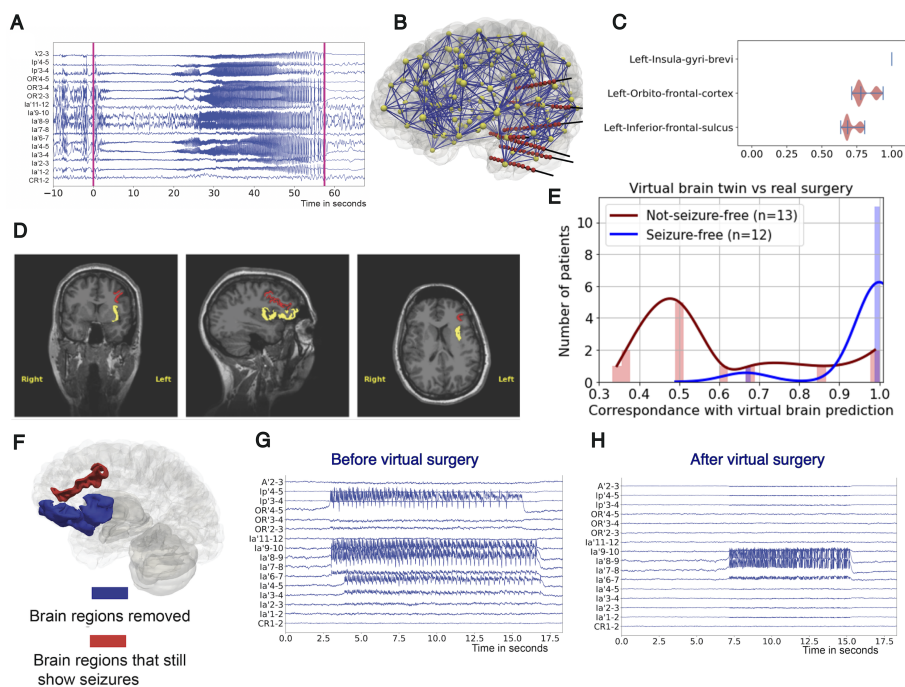 A
A'2-3
Ip'4-5
Ip'3-4
OR'4-5
OR'3-4
OR'2-3
Ia'11-12
Ia'9-10
Ia'8-9
Ia'7-8
Ia'6-7
Ia'4-5
Ia'3-4
Ia'2-3
Ia'1-2
CR1-2
−10 0 10 20 30 40 50 60
Time in seconds
B
C
Left-Insula-gyri-brevi
Left-Orbito-frontal-cortex
Left-Inferior-frontal-sulcus
0.00 0.25 0.50 0.75 1.00
D
Right Left
Right Left
E
Virtual brain twin vs real surgery
Not-seizure-free (n=13)
Seizure-free (n=12)
Number of patients
10
8
6
4
2
0
0.3 0.4 0.5 0.6 0.7 0.8 0.9 1.0
Correspondance with virtual brain prediction
F
Brain regions removed
Brain regions that still
show seizures
G
Before virtual surgery
A'2-3
Ip'4-5
Ip'3-4
OR'4-5
OR'3-4
OR'2-3
Ia'11-12
Ia'9-10
Ia'8-9
Ia'7-8
Ia'6-7
Ia'4-5
Ia'3-4
Ia'2-3
Ia'1-2
CR1-2
0.0 2.5 5.0 7.5 10.0 12.5 15.0 17.5
Time in seconds
H
After virtual surgery
A'2-3
Ip'4-5
Ip'3-4
OR'4-5
OR'3-4
OR'2-3
Ia'11-12
Ia'9-10
Ia'8-9
Ia'7-8
Ia'6-7
Ia'4-5
Ia'3-4
Ia'2-3
Ia'1-2
CR1-2
0.0 2.5 5.0 7.5 10.0 12.5 15.0 17.5
Time in seconds